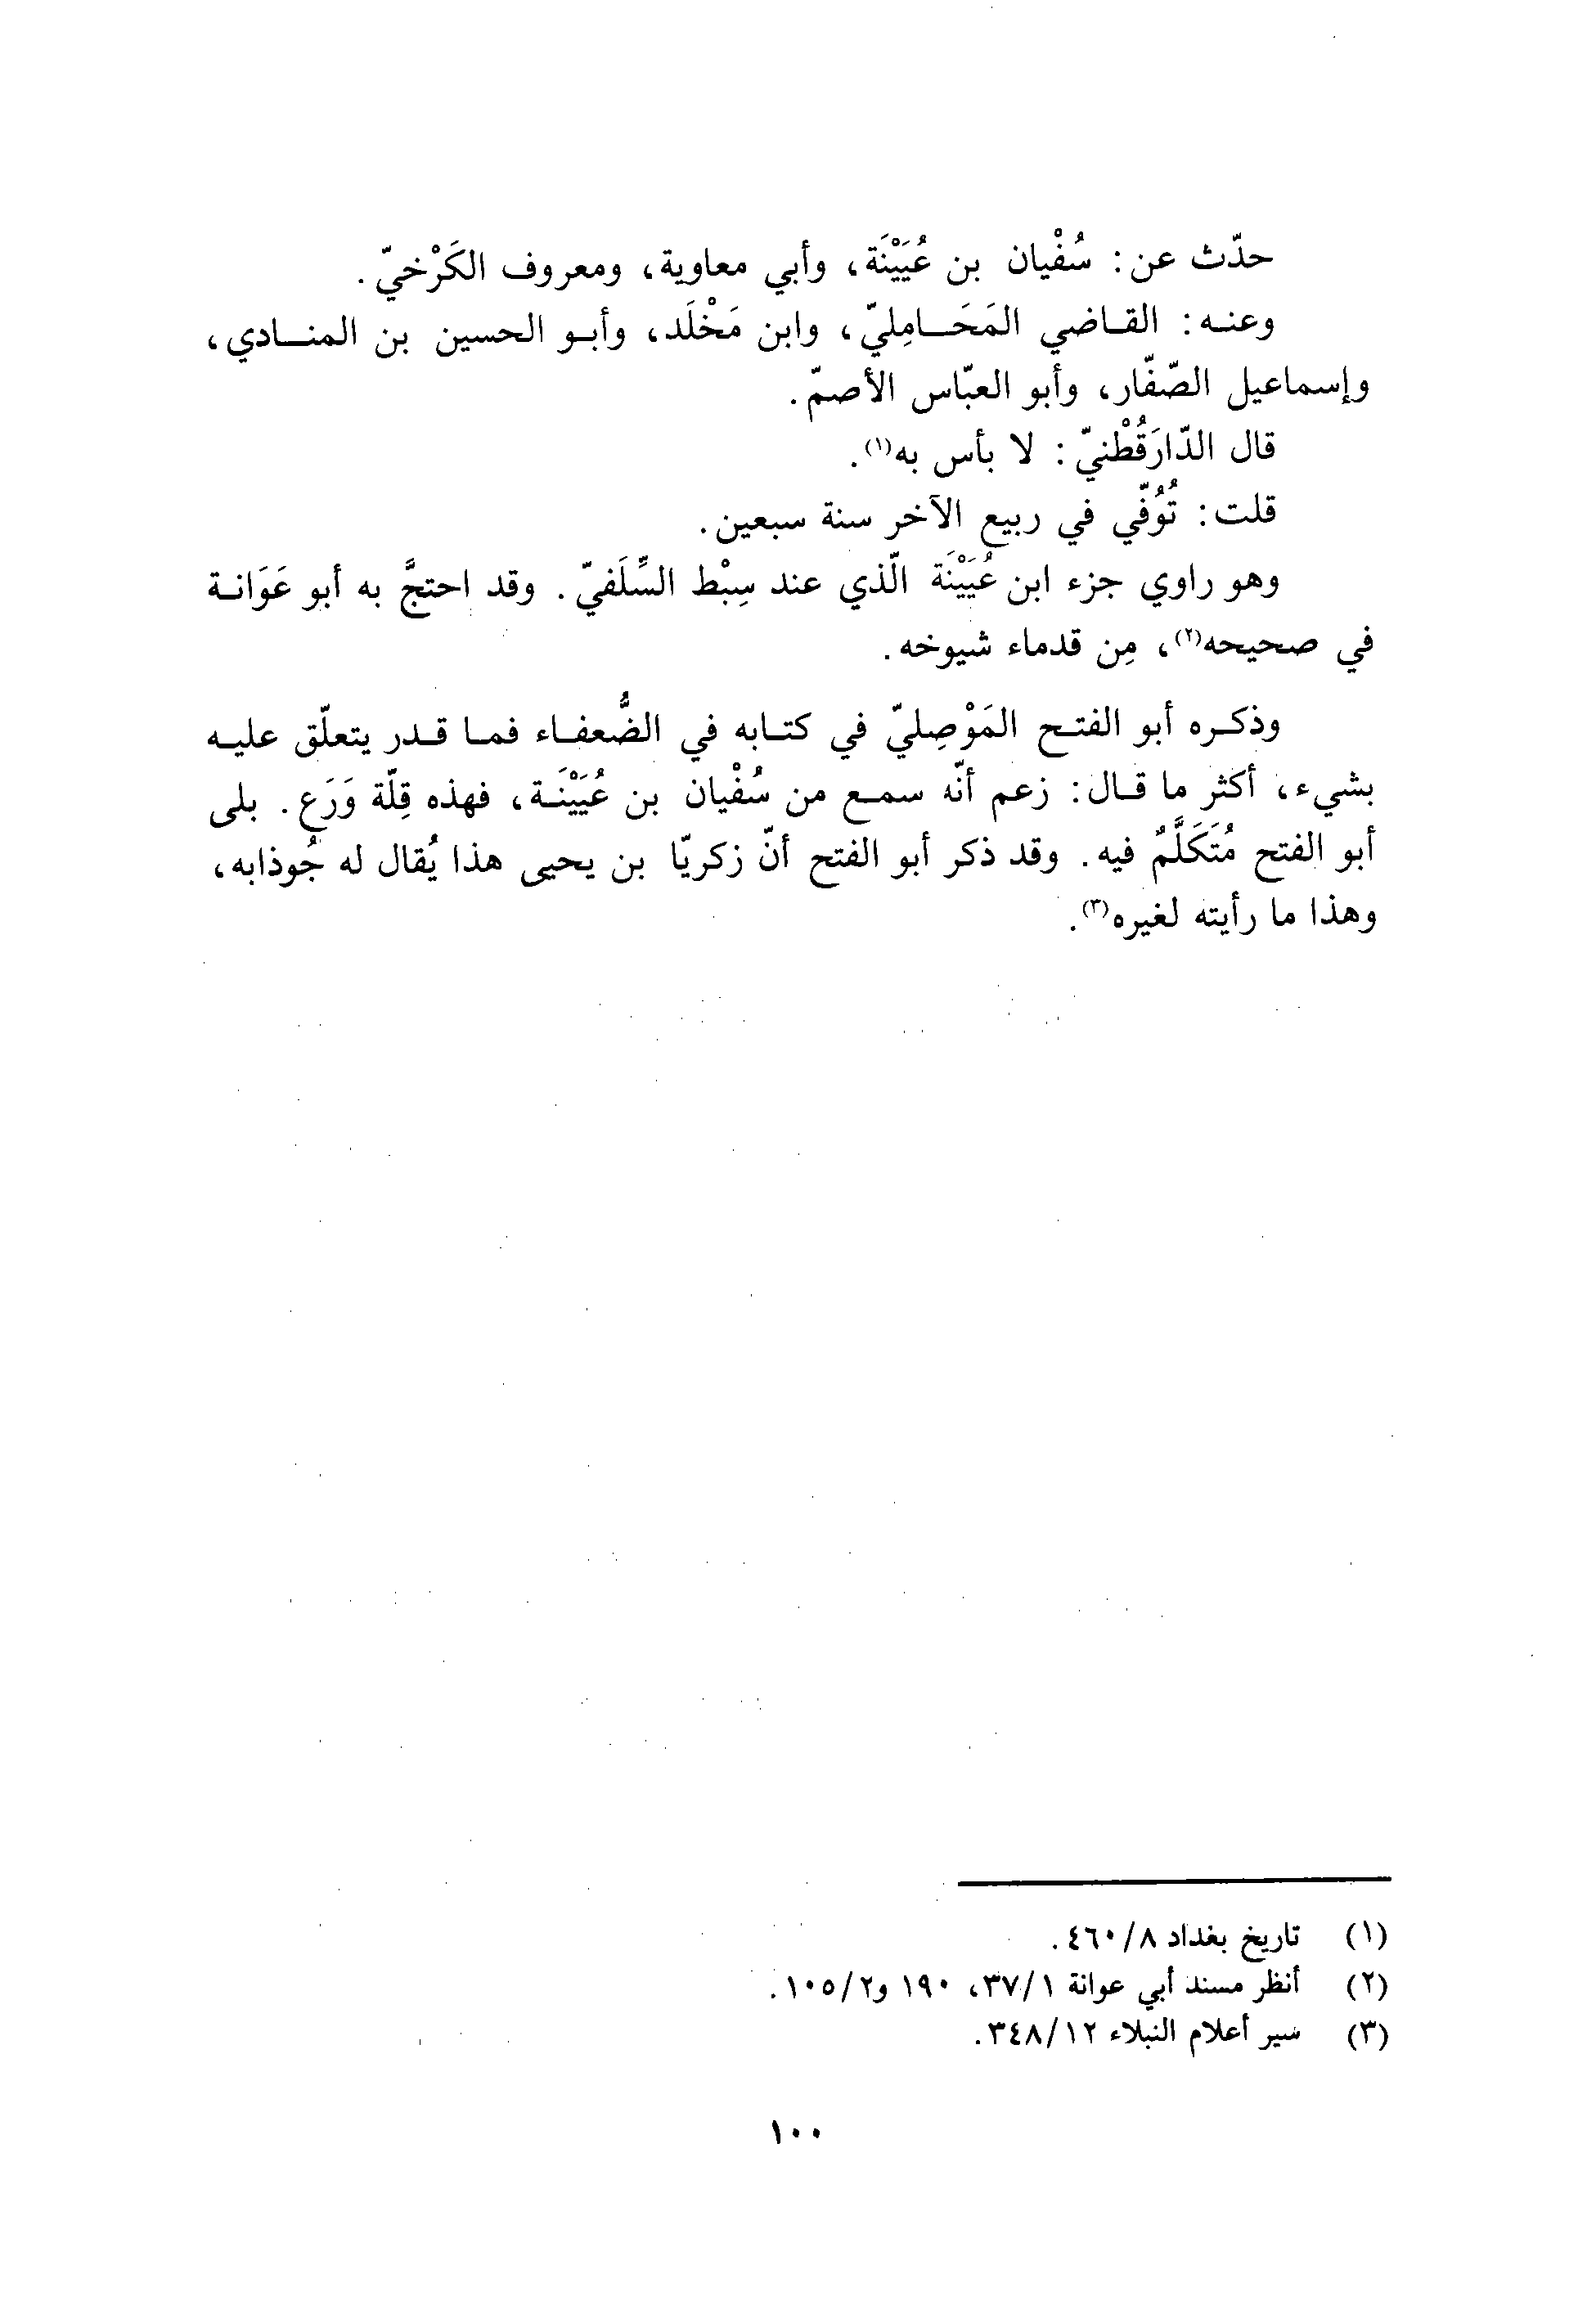 حدّث عن: سُفْيان بن عُيَيْنَة، وأبي معاوية، ومعروف الكَرْخيّ.
وعنه: القاضي المَحَامِليّ، وابن مَخْلَد، وأبو الحسين بن المنادي،
وإسماعيل الصّفّار، وأبو العبّاس الأصمّ.
قال الدّارَقُطْنيّ: لا بأس به(١).
قلت: تُوُفّي في ربيع الآخر سنة سبعين.
وهو راوي جزء ابن عُيَيْنَة الّذي عند سِبْط السِّلَفيّ. وقد احتجَّ به أبو عَوَانة
في صحيحه(٢)، مِن قدماء شيوخه.
وذكره أبو الفتح المَوْصِليّ في كتابه في الضُّعفاء فما قدر يتعلّق عليه
بشيء، أكثر ما قال: زعم أنّه سمع من سُفْيان بن عُيَيْنَة، فهذه قِلّة وَرَع. بلى
أبو الفتح مُتَكَلَّمٌ فيه. وقد ذكر أبو الفتح أنّ زكريّا بن يحيى هذا يُقال له جُوذابه،
وهذا ما رأيته لغيره(٣).
(١) تاريخ بغداد ٤٦٠/٨.
(٢) أنظر مسند أبي عوانة ٣٧/١، ١٩٠ و١٠٥/٢.
(٣) سير أعلام النبلاء ٣٤٨/١٢.
١٠٠